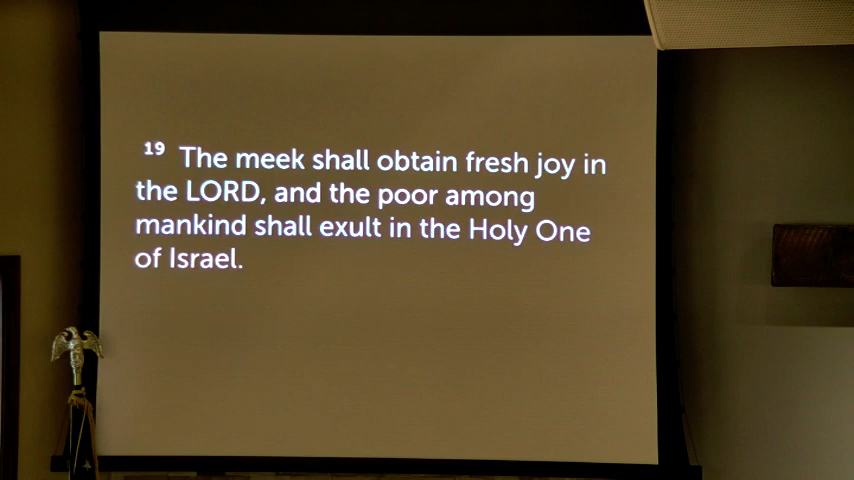 19 The meek shall obtain fresh joy in
the LORD, and the poor among
mankind shall exult in the Holy One
of Israel.